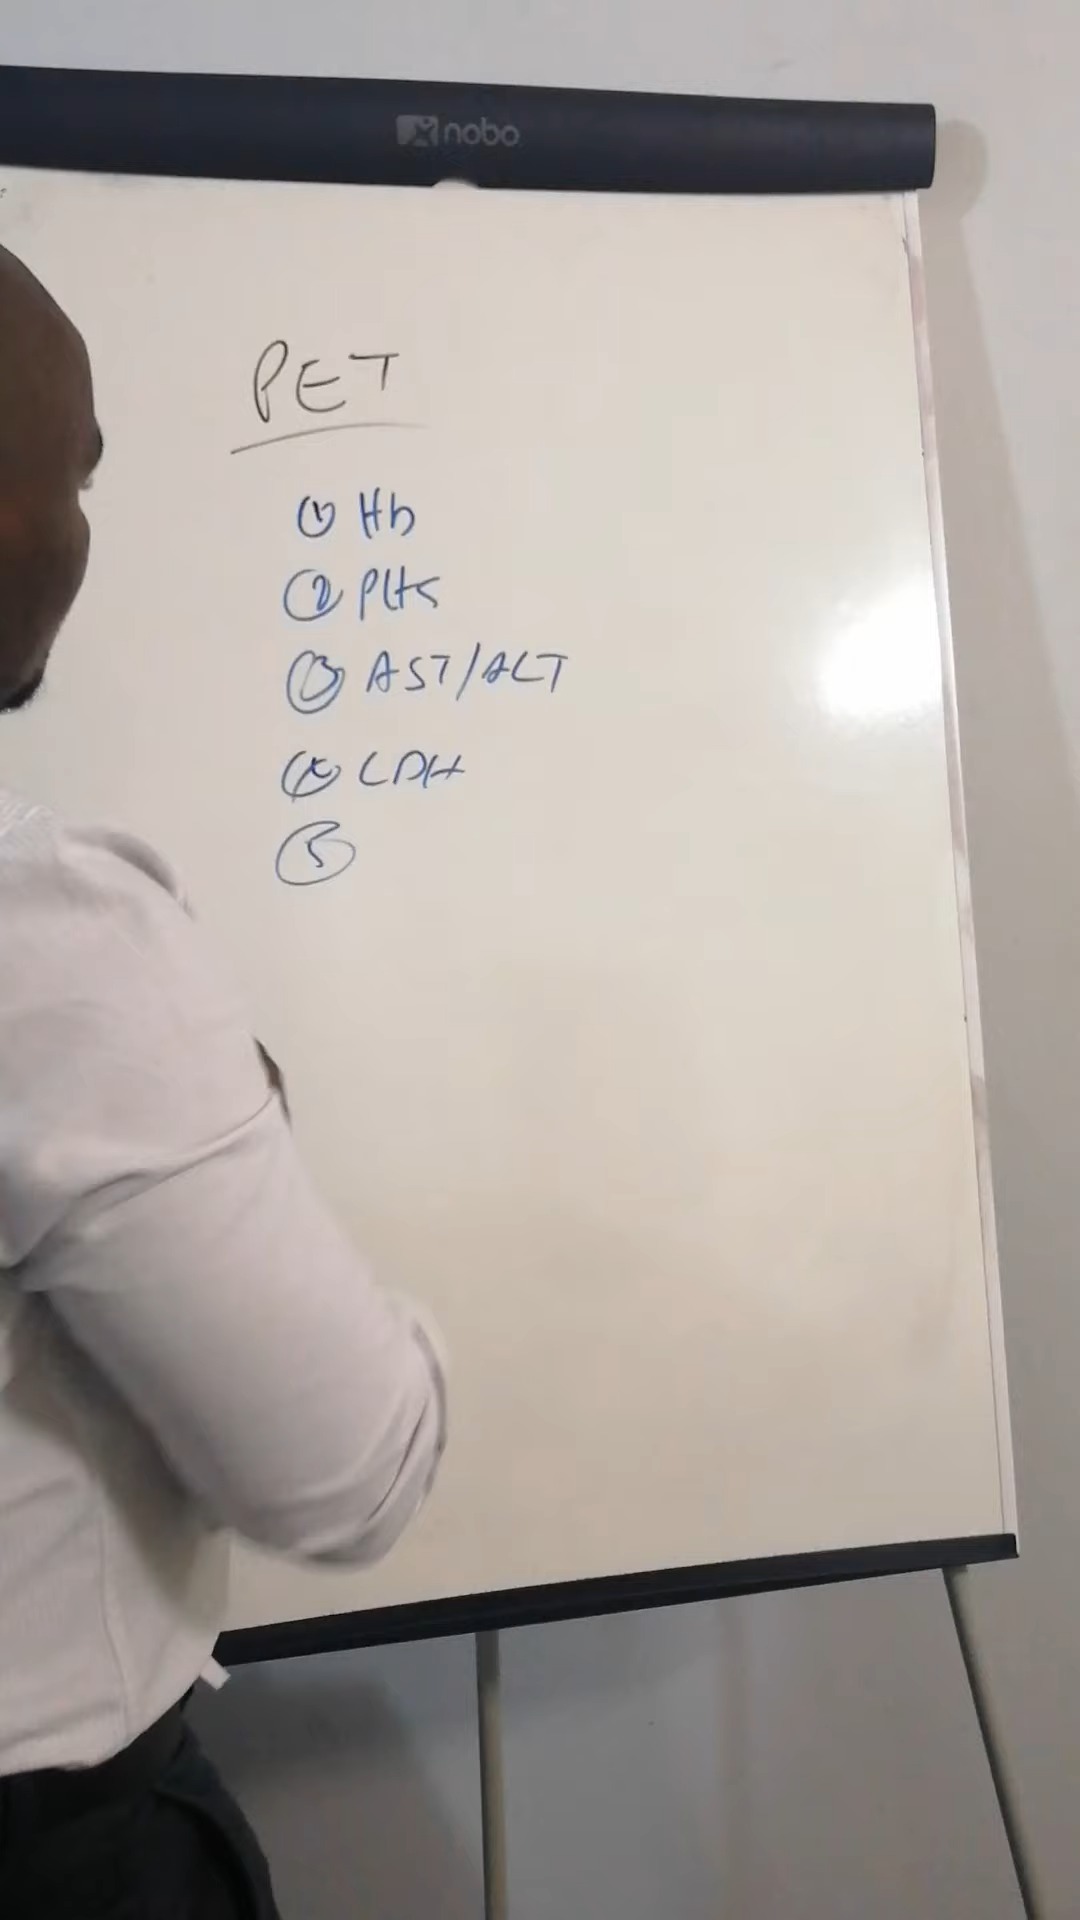 nobo
PET
① Hb
② Plts
③ AST/ALT
④ LDH
⑤